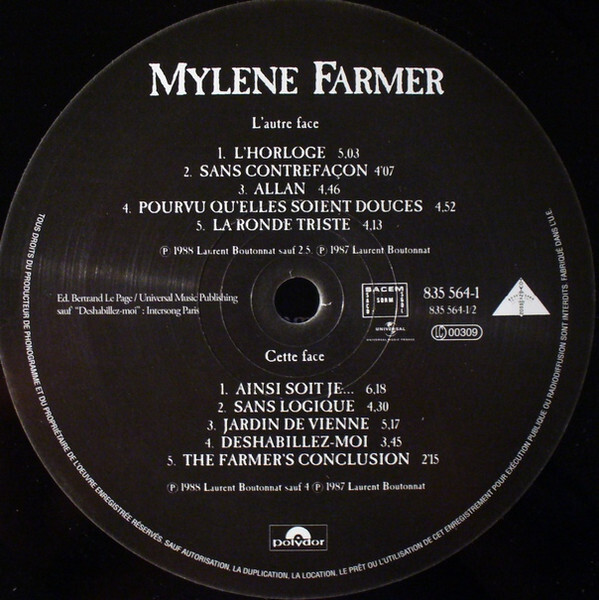 MYLENE FARMER
L'autre face
1. L'HORLOGE 5,03
2. SANS CONTREFAÇON 4'07
3. ALLAN 4,46
4. POURVU QU'ELLES SOIENT DOUCES 4,52
5. LA RONDE TRISTE 4,13
℗ 1988 Laurent Boutonnat sauf 2.5. ℗ 1987 Laurent Boutonnat
Ed. Bertrand Le Page / Universal Music Publishing
sauf "Deshabillez-moi" : Intersong Paris
SACEM
SDRM
SACD
SGDL
UNIVERSAL
835 564-1
835 564-1/2
LC 00309
Cette face
1. AINSI SOIT JE... 6,18
2. SANS LOGIQUE 4,30
3. JARDIN DE VIENNE 5,17
4. DESHABILLEZ-MOI 3,45
5. THE FARMER'S CONCLUSION 2'15
℗ 1988 Laurent Boutonnat sauf 4 ℗ 1987 Laurent Boutonnat
polydor
TOUS DROITS DU PRODUCTEUR DE PHONOGRAMME ET DU PROPRIÉTAIRE DE L'ŒUVRE ENREGISTRÉE RÉSERVÉS. SAUF AUTORISATION, LA DUPLICATION, LA LOCATION, LE PRÊT OU L'UTILISATION DE CET ENREGISTREMENT POUR EXÉCUTION PUBLIQUE OU RADIODIFFUSION SONT INTERDITS. FABRIQUÉ DANS L'U.E.